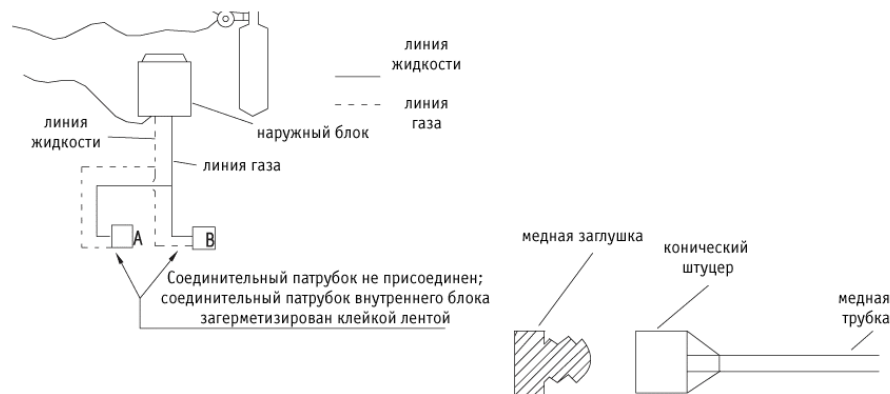 линия
жидкости
линия
газа
наружный блок
линия
жидкости
линия газа
A
B
Соединительный патрубок не присоединен;
соединительный патрубок внутреннего блока
загерметизирован клейкой лентой
медная заглушка
конический
штуцер
медная
трубка